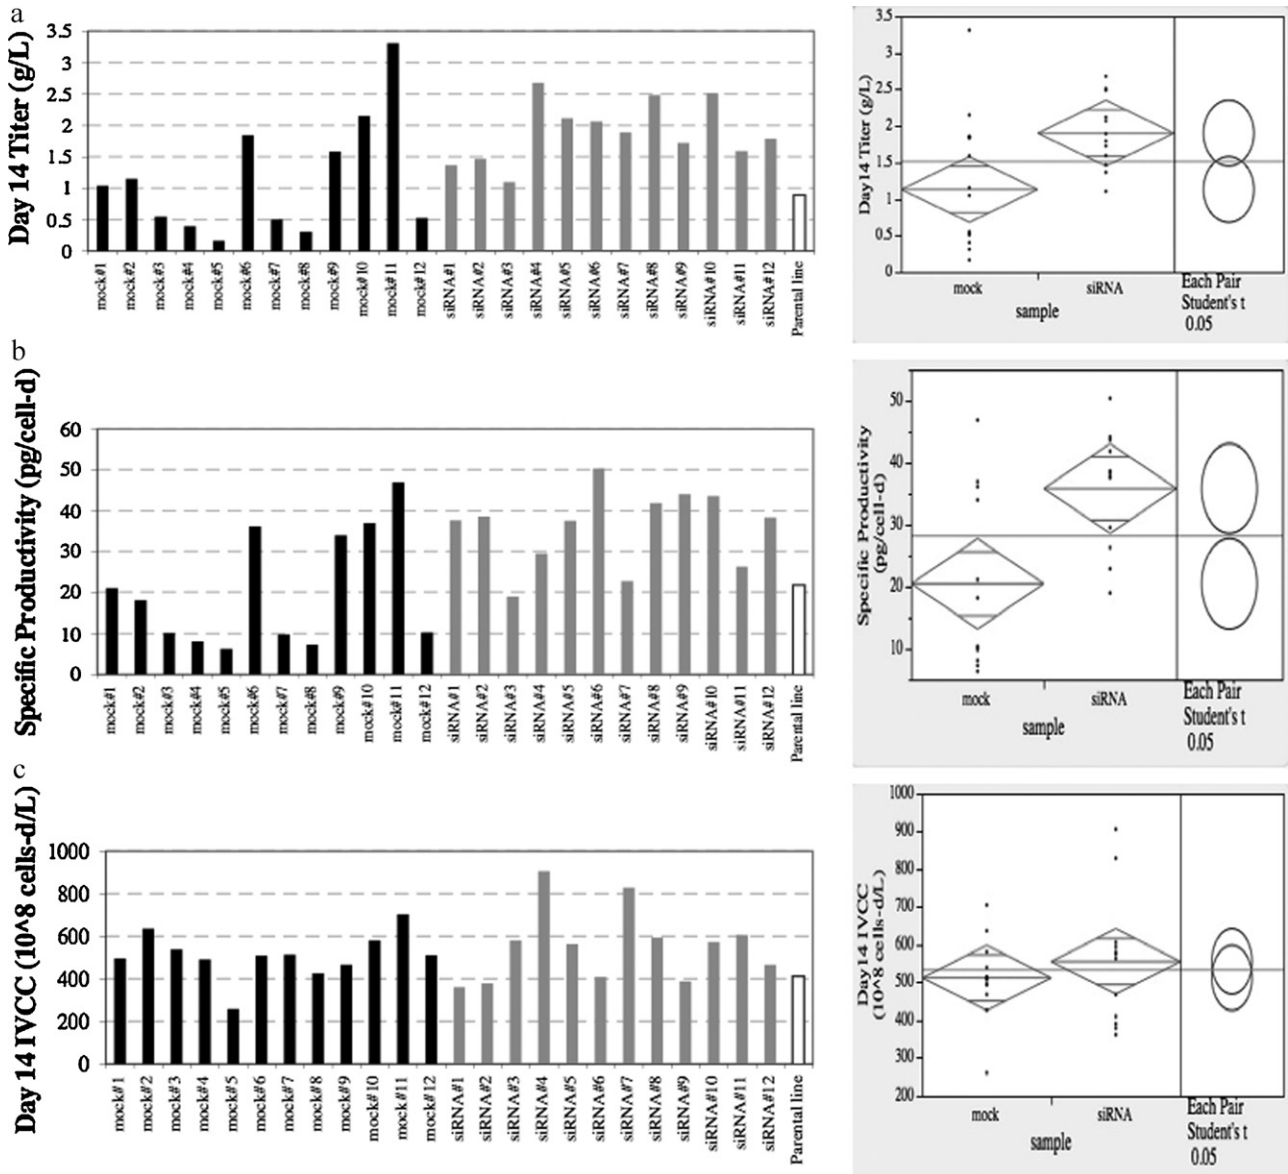 a
Day 14 Titer (g/L)
3.5
3
2.5
2
1.5
1
0.5
0
mock#1
mock#2
mock#3
mock#4
mock#5
mock#6
mock#7
mock#8
mock#9
mock#10
mock#11
mock#12
siRNA#1
siRNA#2
siRNA#3
siRNA#4
siRNA#5
siRNA#6
siRNA#7
siRNA#8
siRNA#9
siRNA#10
siRNA#11
siRNA#12
Parental line
Day 14 Titer (g/L)
3.5
3
2.5
2
1.5
1
0.5
0
mock
siRNA
sample
Each Pair
Student's t
0.05
b
Specific Productivity (pg/cell-d)
60
50
40
30
20
10
0
mock#1
mock#2
mock#3
mock#4
mock#5
mock#6
mock#7
mock#8
mock#9
mock#10
mock#11
mock#12
siRNA#1
siRNA#2
siRNA#3
siRNA#4
siRNA#5
siRNA#6
siRNA#7
siRNA#8
siRNA#9
siRNA#10
siRNA#11
siRNA#12
Parental line
Specific Productivity
(pg/cell-d)
50
40
30
20
10
mock
siRNA
sample
Each Pair
Student's t
0.05
c
Day 14 IVCC (10^8 cells-d/L)
1000
800
600
400
200
0
mock#1
mock#2
mock#3
mock#4
mock#5
mock#6
mock#7
mock#8
mock#9
mock#10
mock#11
mock#12
siRNA#1
siRNA#2
siRNA#3
siRNA#4
siRNA#5
siRNA#6
siRNA#7
siRNA#8
siRNA#9
siRNA#10
siRNA#11
siRNA#12
Parental line
Day 14 IVCC
(10^8 cells-d/L)
1000
900
800
700
600
500
400
300
200
mock
siRNA
sample
Each Pair
Student's t
0.05